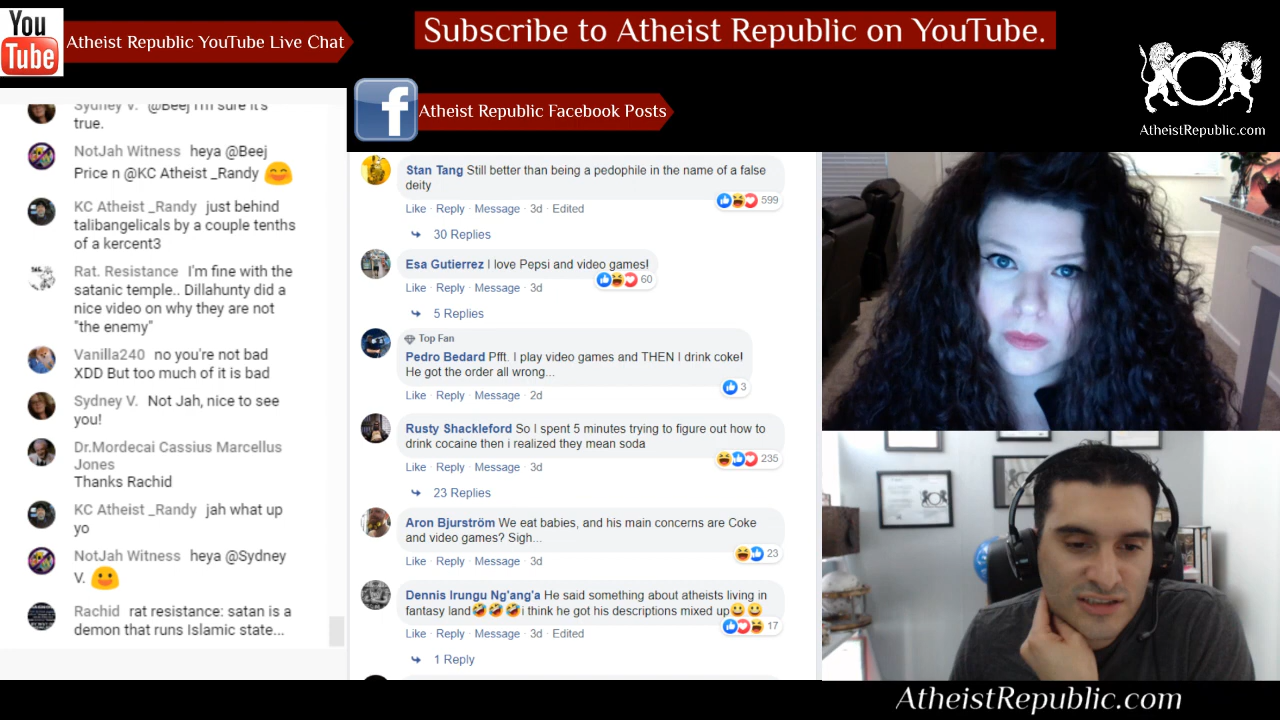 You
Tube
Atheist Republic YouTube Live Chat
Subscribe to Atheist Republic on YouTube.
AtheistRepublic.com
f
Atheist Republic Facebook Posts
Sydney V. @Beej I'm sure it's
true.
NotJah Witness heya @Beej
Price n @KC Atheist _Randy 😄
KC Atheist _Randy just behind
talibangelicals by a couple tenths
of a kercent3
Rat. Resistance I'm fine with the
satanic temple.. Dillahunty did a
nice video on why they are not
"the enemy"
Vanilla240 no you're not bad
XDD But too much of it is bad
Sydney V. Not Jah, nice to see
you!
Dr.Mordecai Cassius Marcellus
Jones
Thanks Rachid
KC Atheist _Randy jah what up
yo
NotJah Witness heya @Sydney
V. 😃
Rachid rat resistance: satan is a
demon that runs Islamic state...
Stan Tang Still better than being a pedophile in the name of a false
deity
599
Like · Reply · Message · 3d · Edited
30 Replies
Esa Gutierrez I love Pepsi and video games!
60
Like · Reply · Message · 3d
5 Replies
Top Fan
Pedro Bedard Pfft. I play video games and THEN I drink coke!
He got the order all wrong...
3
Like · Reply · Message · 2d
Rusty Shackleford So I spent 5 minutes trying to figure out how to
drink cocaine then i realized they mean soda
235
Like · Reply · Message · 3d
23 Replies
Aron Bjurström We eat babies, and his main concerns are Coke
and video games? Sigh...
23
Like · Reply · Message · 3d
Dennis Irungu Ng'ang'a He said something about atheists living in
fantasy land🤣🤣🤣i think he got his descriptions mixed up😀😀
17
Like · Reply · Message · 3d · Edited
1 Reply
AtheistRepublic.com